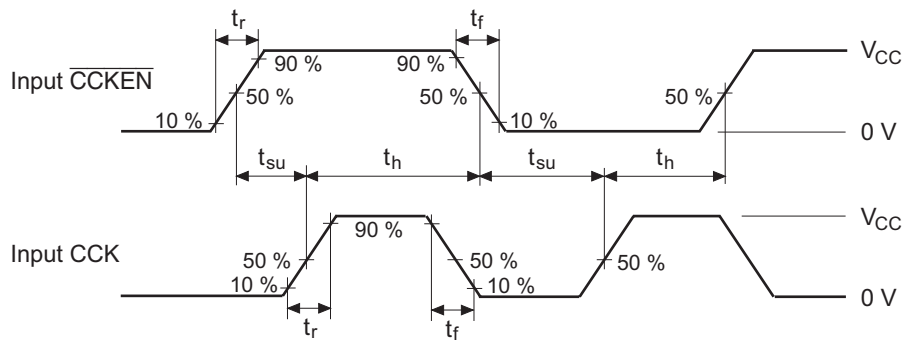 tr
tf
VCC
90 %
90 %
Input CCKEN
50 %
50 %
50 %
10 %
10 %
0 V
tsu
th
tsu
th
VCC
90 %
Input CCK
50 %
50 %
50 %
10 %
10 %
0 V
tr
tf